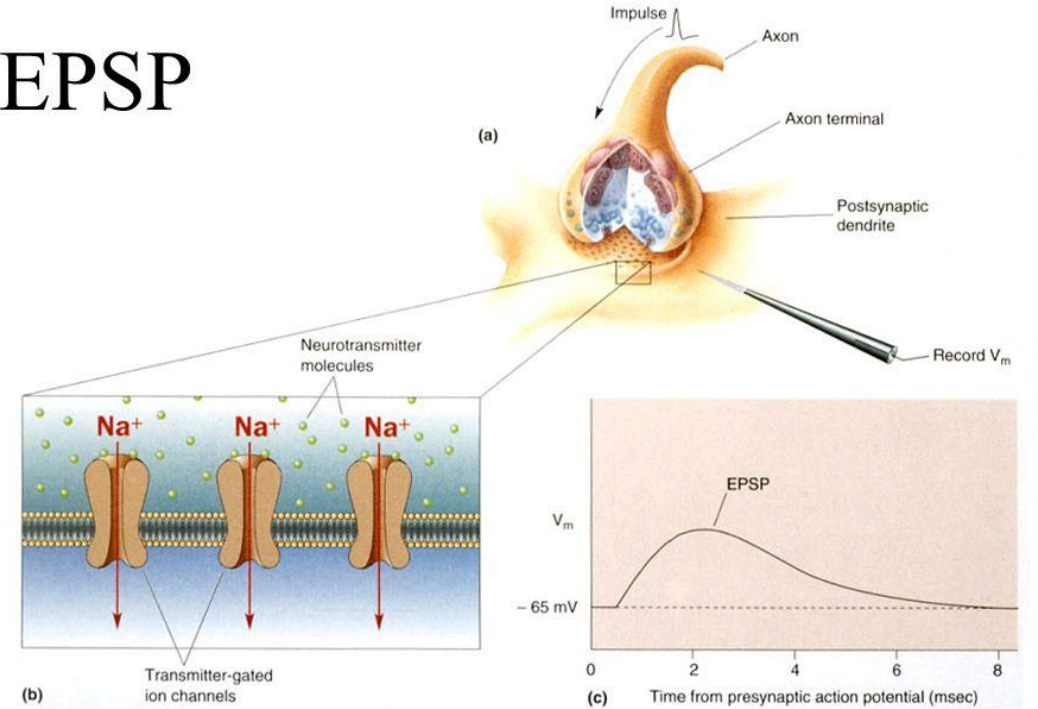 EPSP
Impulse
Axon
(a)
Axon terminal
Postsynaptic
dendrite
Record Vm
Neurotransmitter
molecules
Na+
Na+
Na+
Transmitter-gated
ion channels
(b)
EPSP
Vm
– 65 mV
0 2 4 6 8
(c)
Time from presynaptic action potential (msec)